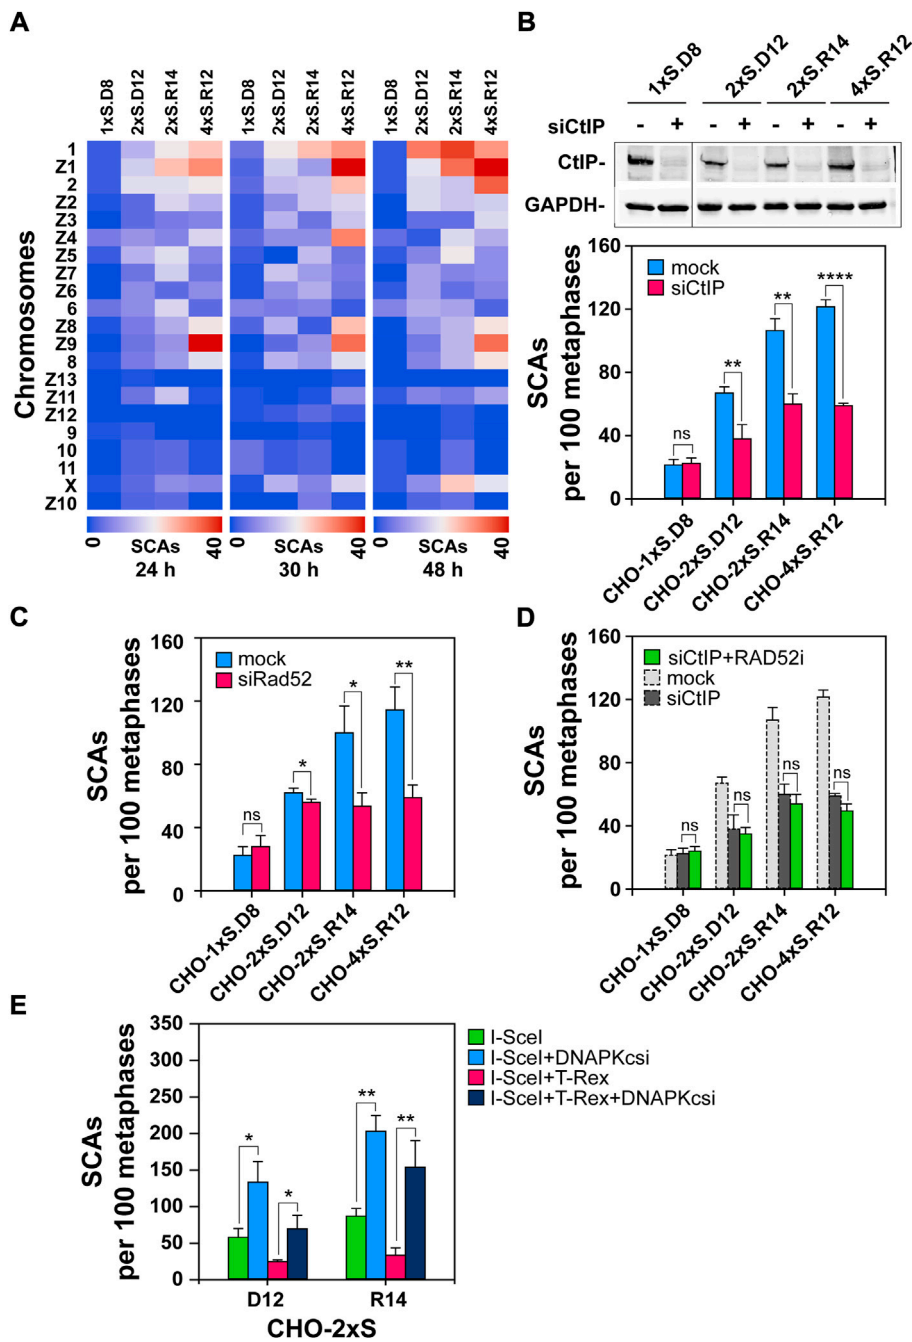 A
1xS.D8
2xS.D12
2xS.R14
4xS.R12
1xS.D8
2xS.D12
2xS.R14
4xS.R12
1xS.D8
2xS.D12
2xS.R14
4xS.R12
Chromosomes
1
Z1
2
Z2
Z3
Z4
Z5
Z7
Z6
6
Z8
Z9
8
Z13
Z11
Z12
9
10
11
X
Z10
0 SCAs 40
24 h
0 SCAs 40
30 h
0 SCAs 40
48 h
B
1xS.D8
2xS.D12
2xS.R14
4xS.R12
siCtIP - + - + - + - +
CtIP-
GAPDH-
SCAs
per 100 metaphases
160
120
80
40
0
mock
siCtIP
ns
**
**
****
CHO-1xS.D8
CHO-2xS.D12
CHO-2xS.R14
CHO-4xS.R12
C
SCAs
per 100 metaphases
160
120
80
40
0
mock
siRad52
ns
*
*
**
CHO-1xS.D8
CHO-2xS.D12
CHO-2xS.R14
CHO-4xS.R12
D
SCAs
per 100 metaphases
160
120
80
40
0
siCtIP+RAD52i
mock
siCtIP
ns
ns
ns
ns
CHO-1xS.D8
CHO-2xS.D12
CHO-2xS.R14
CHO-4xS.R12
E
SCAs
per 100 metaphases
350
300
250
200
150
100
50
0
I-SceI
I-SceI+DNAPKcsi
I-SceI+T-Rex
I-SceI+T-Rex+DNAPKcsi
*
*
**
**
D12
R14
CHO-2xS